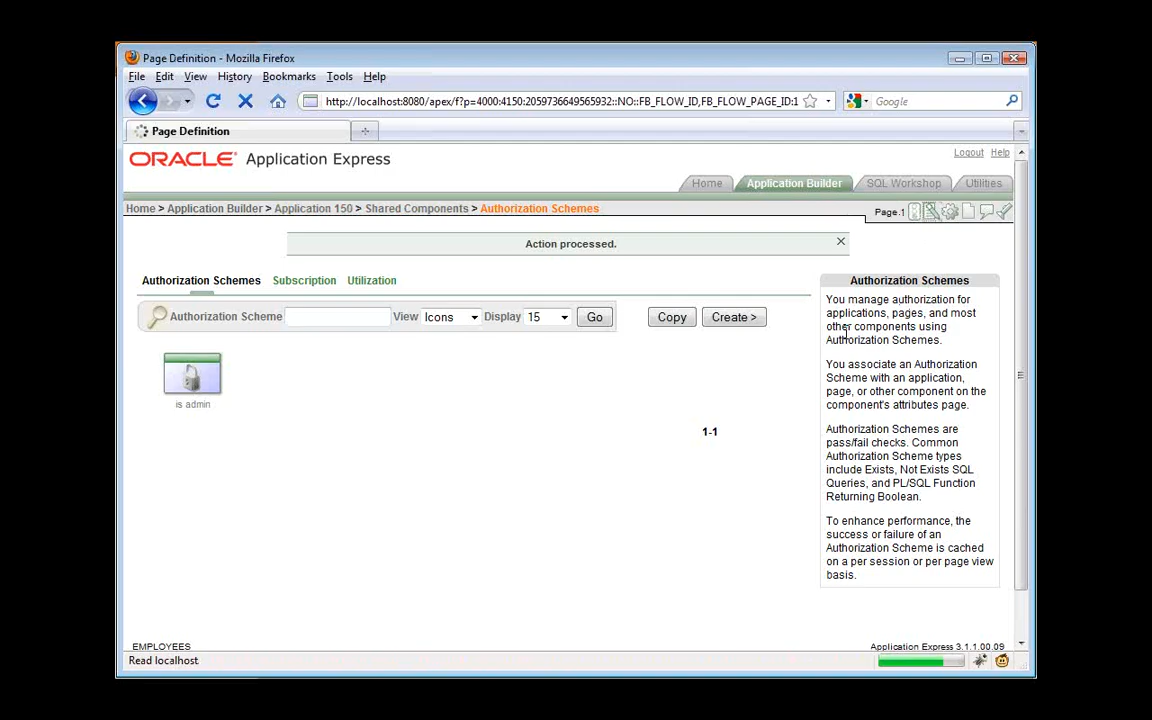 Page Definition - Mozilla Firefox
File Edit View History Bookmarks Tools Help
http://localhost:8080/apex/f?p=4000:4150:2059736649565932::NO::FB_FLOW_ID,FB_FLOW_PAGE_ID:1
Google
Page Definition
ORACLE Application Express
Logout Help
Home Application Builder SQL Workshop Utilities
Home > Application Builder > Application 150 > Shared Components > Authorization Schemes
Page.1
Action processed.
Authorization Schemes Subscription Utilization
Authorization Scheme View Icons Display 15 Go Copy Create >
is admin
1-1
Authorization Schemes
You manage authorization for
applications, pages, and most
other components using
Authorization Schemes.
You associate an Authorization
Scheme with an application,
page, or other component on the
component's attributes page.
Authorization Schemes are
pass/fail checks. Common
Authorization Scheme types
include Exists, Not Exists SQL
Queries, and PL/SQL Function
Returning Boolean.
To enhance performance, the
success or failure of an
Authorization Scheme is cached
on a per session or per page view
basis.
EMPLOYEES
Application Express 3.1.1.00.09
Read localhost